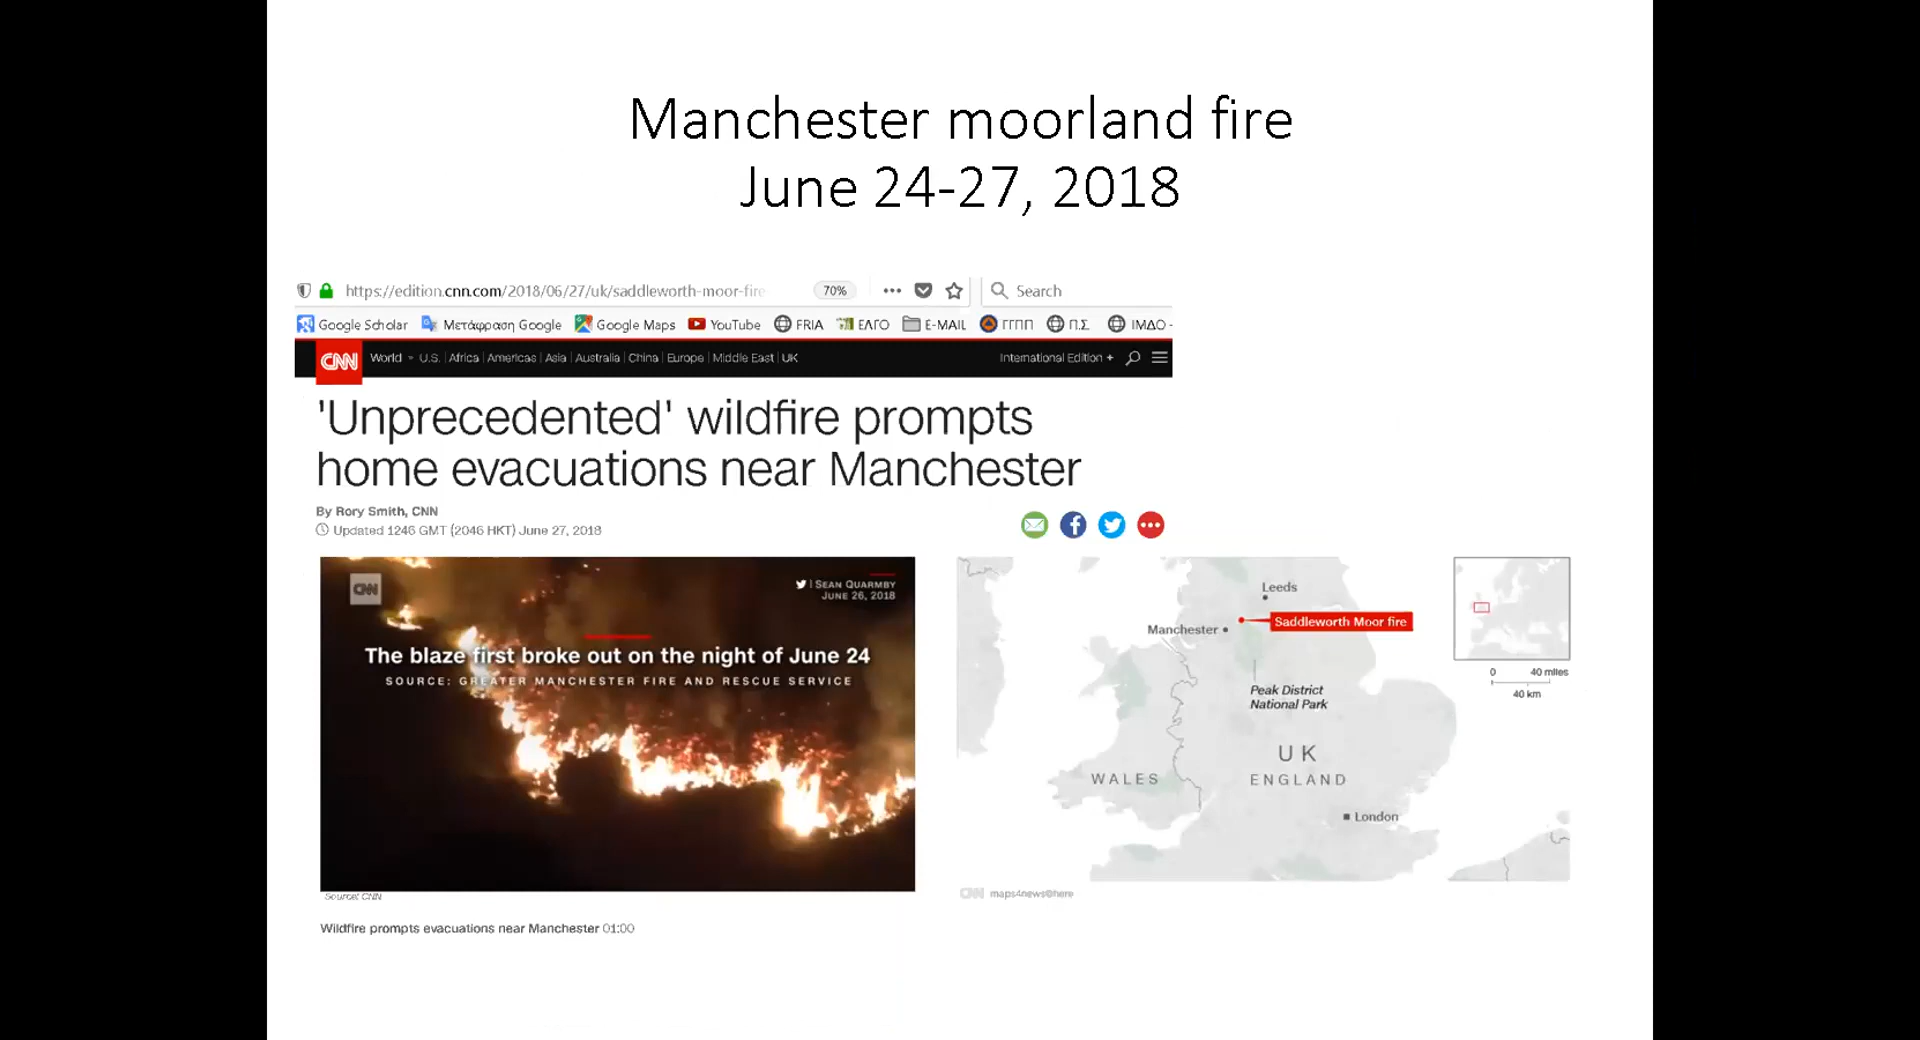 Manchester moorland fire
June 24-27, 2018
https://edition.cnn.com/2018/06/27/uk/saddleworth-moor-fire-
70%
Search
Google Scholar Μετάφραση Google Google Maps YouTube FRIA ΕΛΓΟ E-MAIL ΓΓΠΠ Π.Σ. ΙΜΔΟ -
CNN World U.S. Africa Americas Asia Australia China Europe Middle East UK International Edition +
'Unprecedented' wildfire prompts
home evacuations near Manchester
By Rory Smith, CNN
Updated 1246 GMT (2046 HKT) June 27, 2018
CNN
SEAN QUARMBY
JUNE 26, 2018
The blaze first broke out on the night of June 24
SOURCE: GREATER MANCHESTER FIRE AND RESCUE SERVICE
Source: CNN
Wildfire prompts evacuations near Manchester 01:00
Leeds
Saddleworth Moor fire
Manchester
Peak District
National Park
UK
WALES
ENGLAND
London
0 40 miles
40 km
CNN maps4news©here